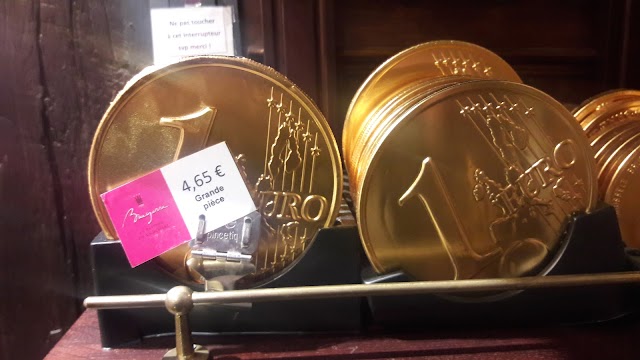 Ne pas toucher
à cet interrupteur
svp merci !
4,65 €
Grande
pièce
1
EURO
1
EURO